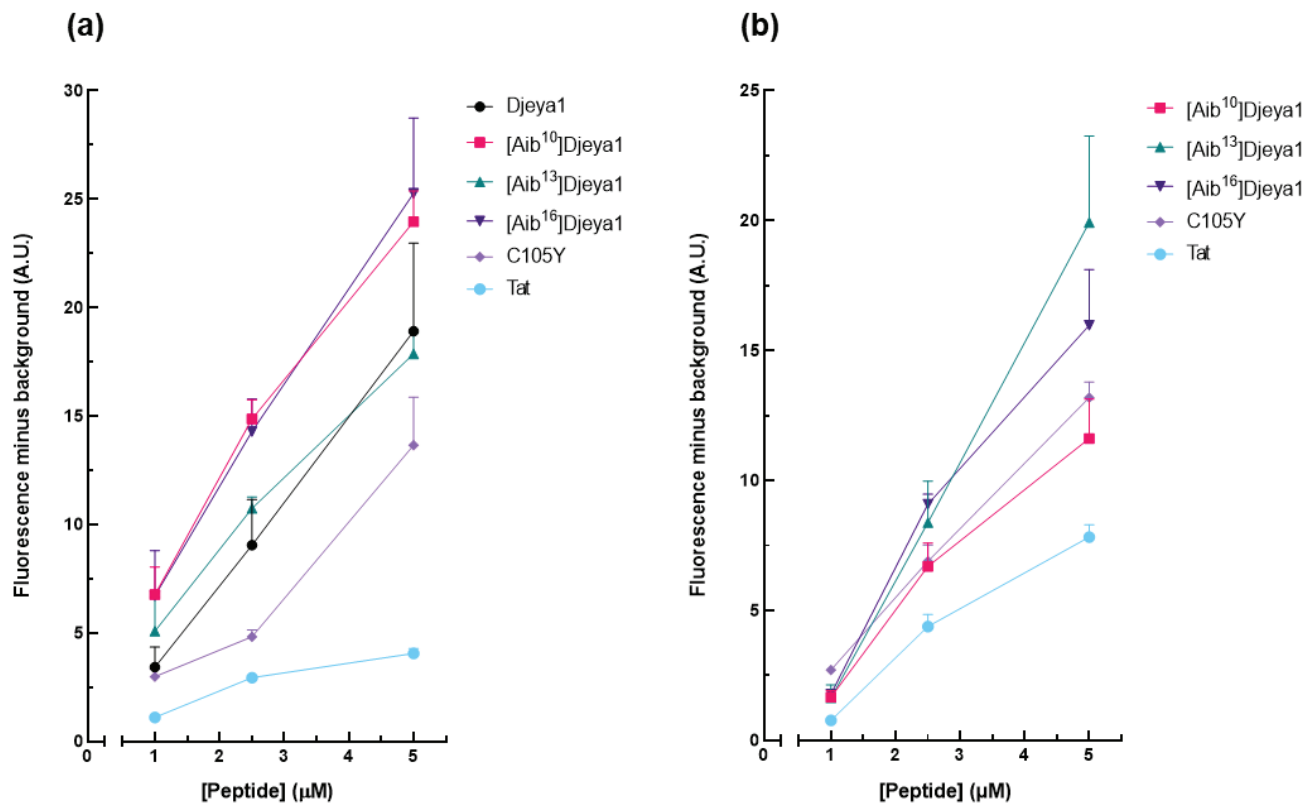 (a)
Fluorescence minus background (A.U.)
30
25
20
15
10
5
0
0 1 2 3 4 5
[Peptide] (μM)
Djeya1
[Aib¹⁰]Djeya1
[Aib¹³]Djeya1
[Aib¹⁶]Djeya1
C105Y
Tat
(b)
Fluorescence minus background (A.U.)
25
20
15
10
5
0
0 1 2 3 4 5
[Peptide] (μM)
[Aib¹⁰]Djeya1
[Aib¹³]Djeya1
[Aib¹⁶]Djeya1
C105Y
Tat